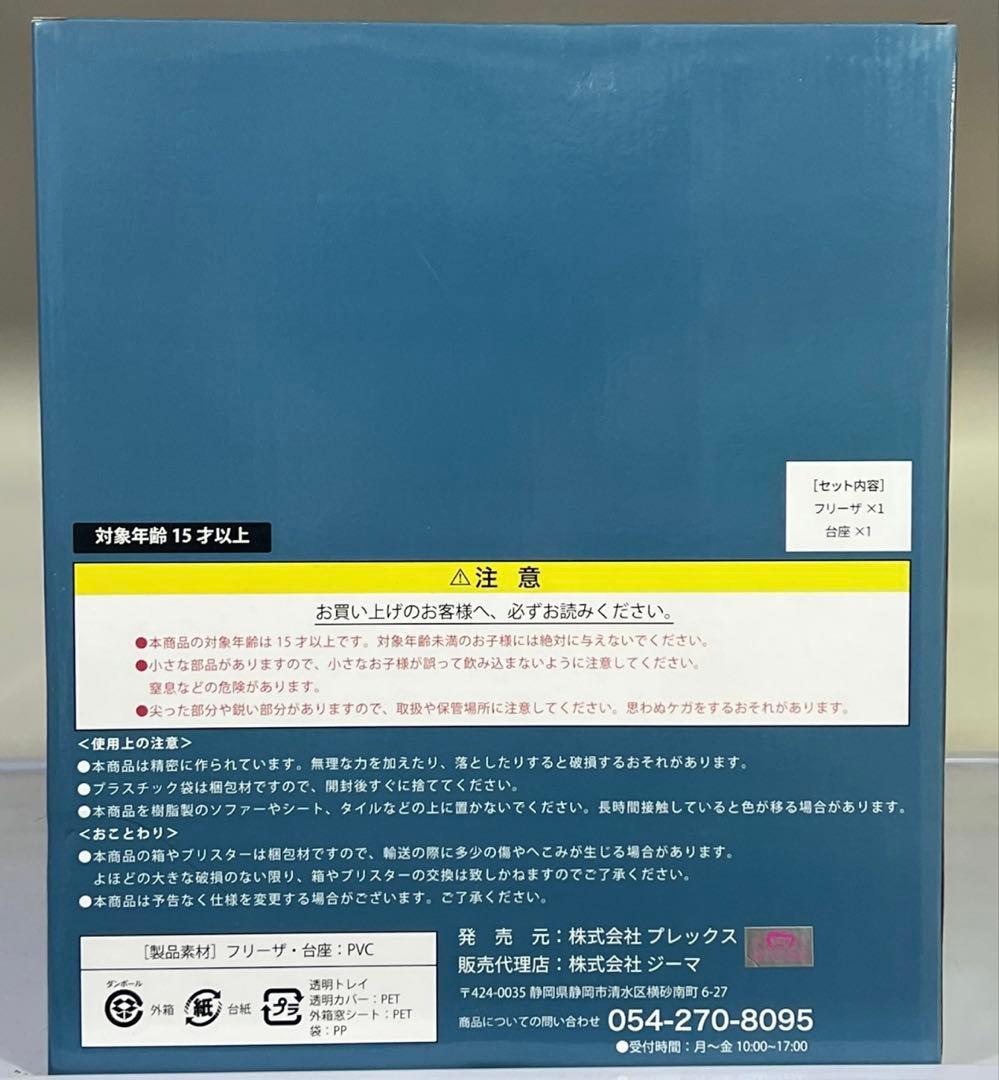 [セット内容]
フリーザ ×1
台座 ×1
対象年齢 15 才以上
⚠注 意
お買い上げのお客様へ、必ずお読みください。
●本商品の対象年齢は 15 才以上です。対象年齢未満のお子様には絶対に与えないでください。
●小さな部品がありますので、小さなお子様が誤って飲み込まないように注意してください。
窒息などの危険があります。
●尖った部分や鋭い部分がありますので、取扱や保管場所に注意してください。思わぬケガをするおそれがあります。
＜使用上の注意＞
●本商品は精密に作られています。無理な力を加えたり、落としたりすると破損するおそれがあります。
●プラスチック袋は梱包材ですので、開封後すぐに捨ててください。
●本商品を樹脂製のソファーやシート、タイルなどの上に置かないでください。長時間接触していると色が移る場合があります。
＜おことわり＞
●本商品の箱やブリスターは梱包材ですので、輸送の際に多少の傷やへこみが生じる場合があります。
よほどの大きな破損のない限り、箱やブリスターの交換は致しかねますのでご了承ください。
●本商品は予告なく仕様を変更する場合がございます。ご了承ください。
[製品素材] フリーザ・台座：PVC
ダンボール
外箱
紙
台紙
プラ
透明トレイ
透明カバー：PET
外箱窓シート：PET
袋：PP
発 売 元：株式会社 プレックス
販売代理店：株式会社 ジーマ
〒424-0035 静岡県静岡市清水区横砂南町 6-27
商品についての問い合わせ 054-270-8095
●受付時間：月～金 10:00~17:00